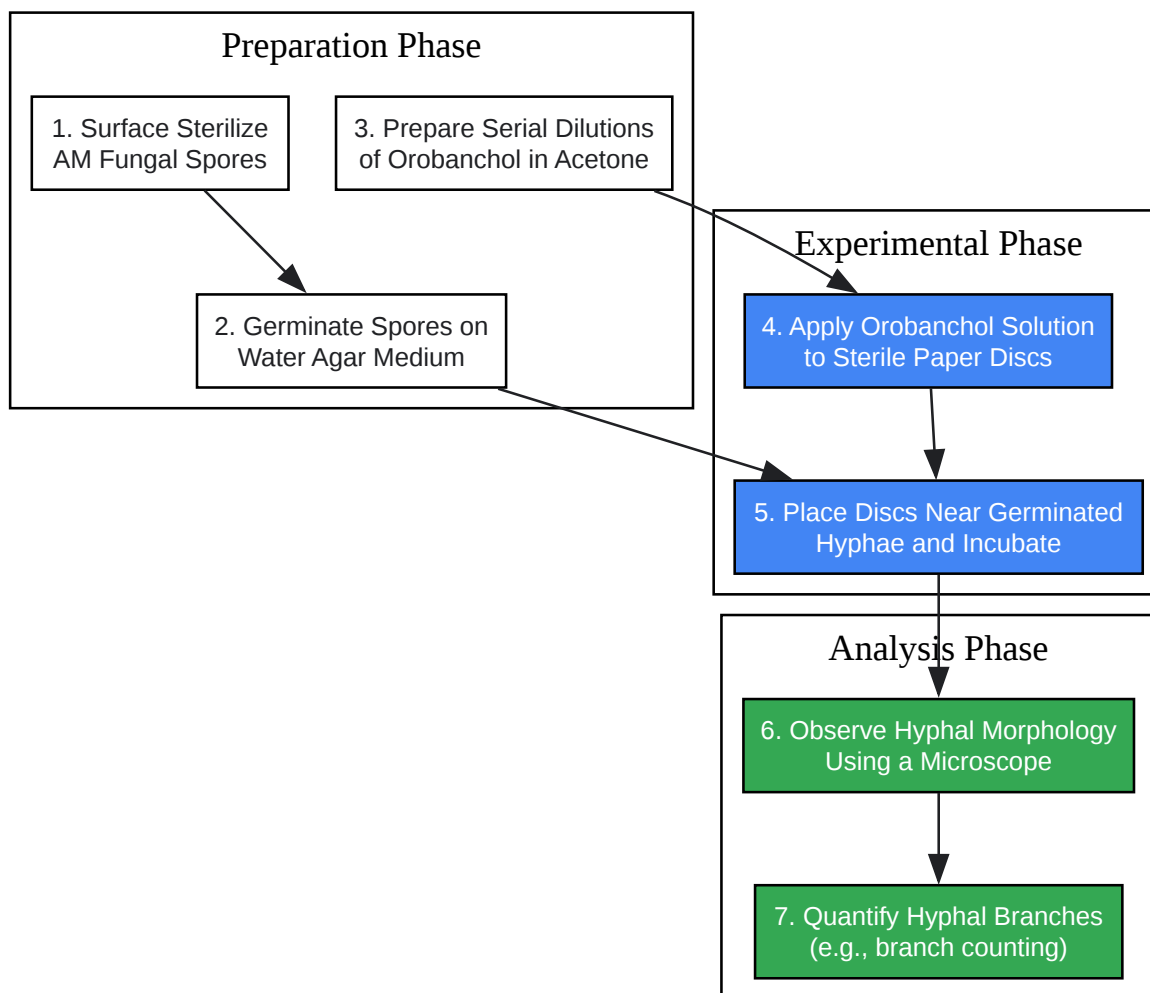 Preparation Phase
1. Surface Sterilize
AM Fungal Spores
3. Prepare Serial Dilutions
of Orobanchol in Acetone
2. Germinate Spores on
Water Agar Medium
Experimental Phase
4. Apply Orobanchol Solution
to Sterile Paper Discs
5. Place Discs Near Germinated
Hyphae and Incubate
Analysis Phase
6. Observe Hyphal Morphology
Using a Microscope
7. Quantify Hyphal Branches
(e.g., branch counting)